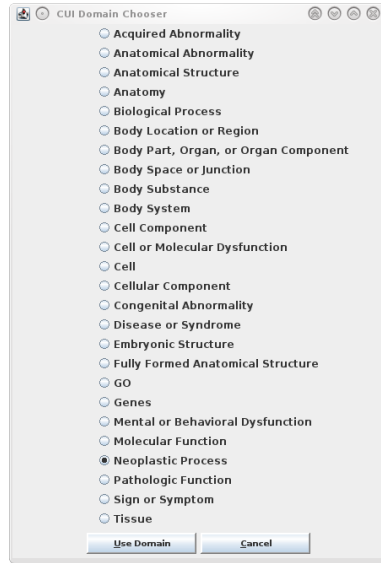 CUI Domain Chooser
Acquired Abnormality
Anatomical Abnormality
Anatomical Structure
Anatomy
Biological Process
Body Location or Region
Body Part, Organ, or Organ Component
Body Space or Junction
Body Substance
Body System
Cell Component
Cell or Molecular Dysfunction
Cell
Cellular Component
Congenital Abnormality
Disease or Syndrome
Embryonic Structure
Fully Formed Anatomical Structure
GO
Genes
Mental or Behavioral Dysfunction
Molecular Function
Neoplastic Process
Pathologic Function
Sign or Symptom
Tissue
Use Domain Cancel